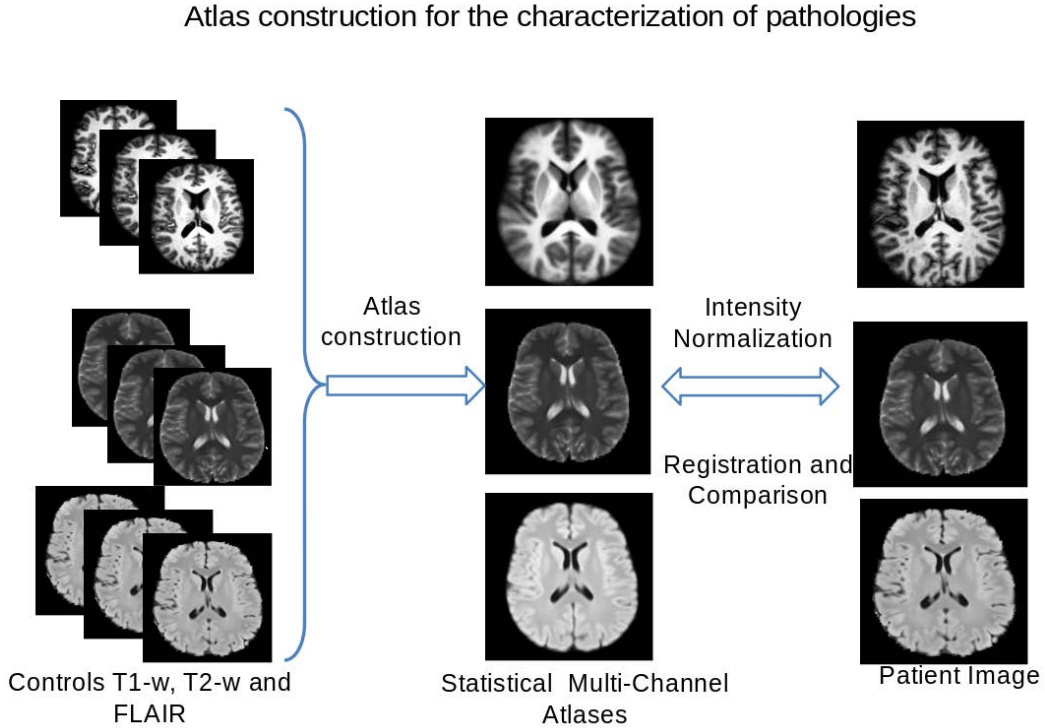 Atlas construction for the characterization of pathologies
Atlas
construction
Intensity
Normalization
Registration and
Comparison
Controls T1-w, T2-w and
FLAIR
Statistical Multi-Channel
Atlases
Patient Image